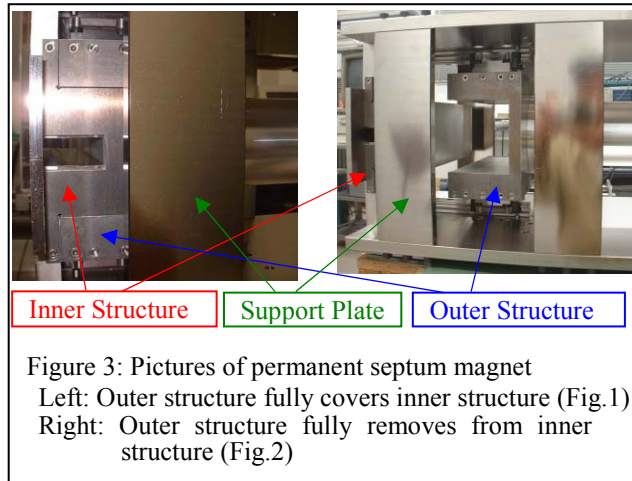 Inner Structure Support Plate Outer Structure
Figure 3: Pictures of permanent septum magnet
Left: Outer structure fully covers inner structure (Fig.1)
Right: Outer structure fully removes from inner
structure (Fig.2)